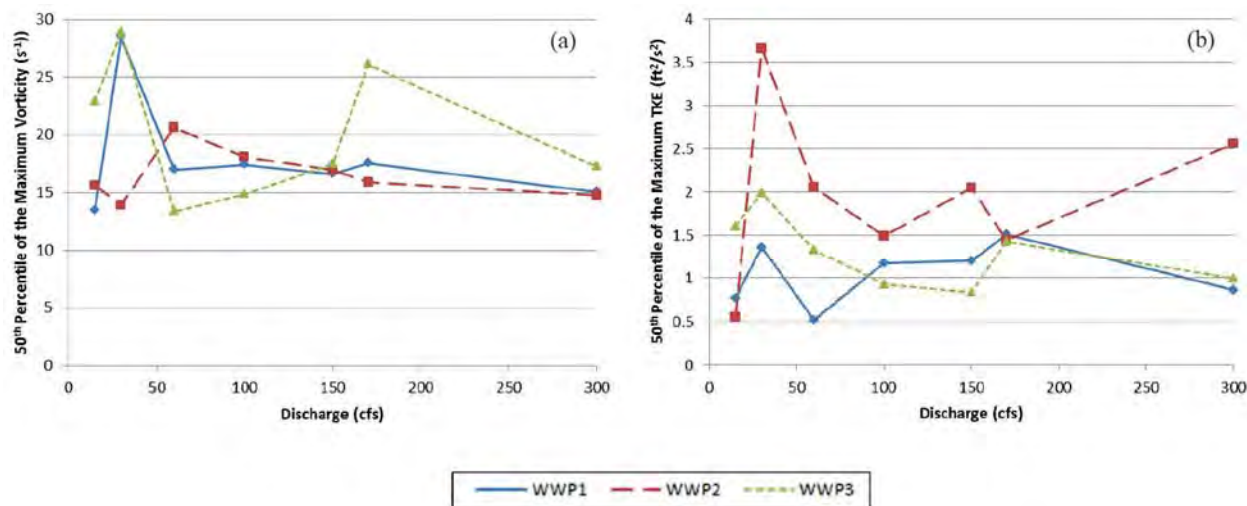 (a)
50th Percentile of the Maximum Vorticity (s-1))
30
25
20
15
10
5
0
0 50 100 150 200 250 300
Discharge (cfs)
(b)
50th Percentile of the Maximum TKE (ft2/s2)
4
3.5
3
2.5
2
1.5
1
0.5
0
0 50 100 150 200 250 300
Discharge (cfs)
WWP1 WWP2 WWP3